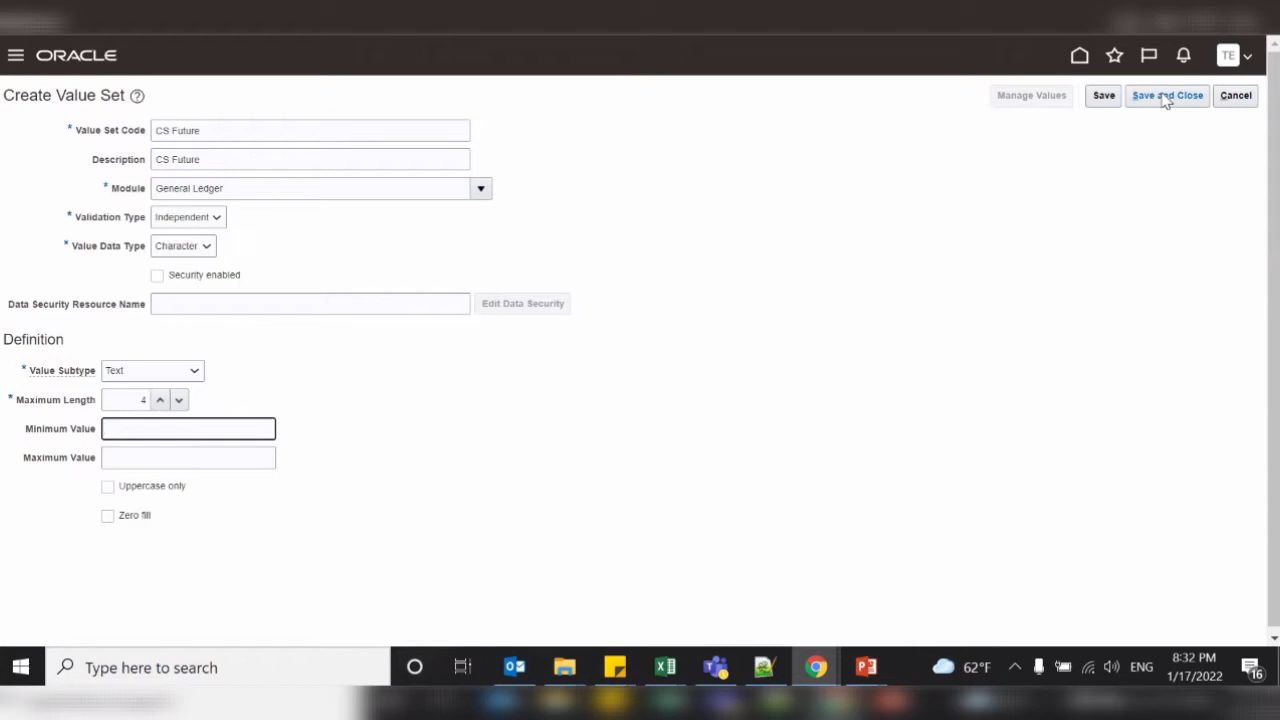 ORACLE
TE
Create Value Set ?
Manage Values Save Save and Close Cancel
* Value Set Code CS Future
Description CS Future
* Module General Ledger
* Validation Type Independent
* Value Data Type Character
Security enabled
Data Security Resource Name Edit Data Security
Definition
* Value Subtype Text
* Maximum Length 4
Minimum Value
Maximum Value
Uppercase only
Zero fill
Type here to search
62°F
ENG
8:32 PM
1/17/2022
16